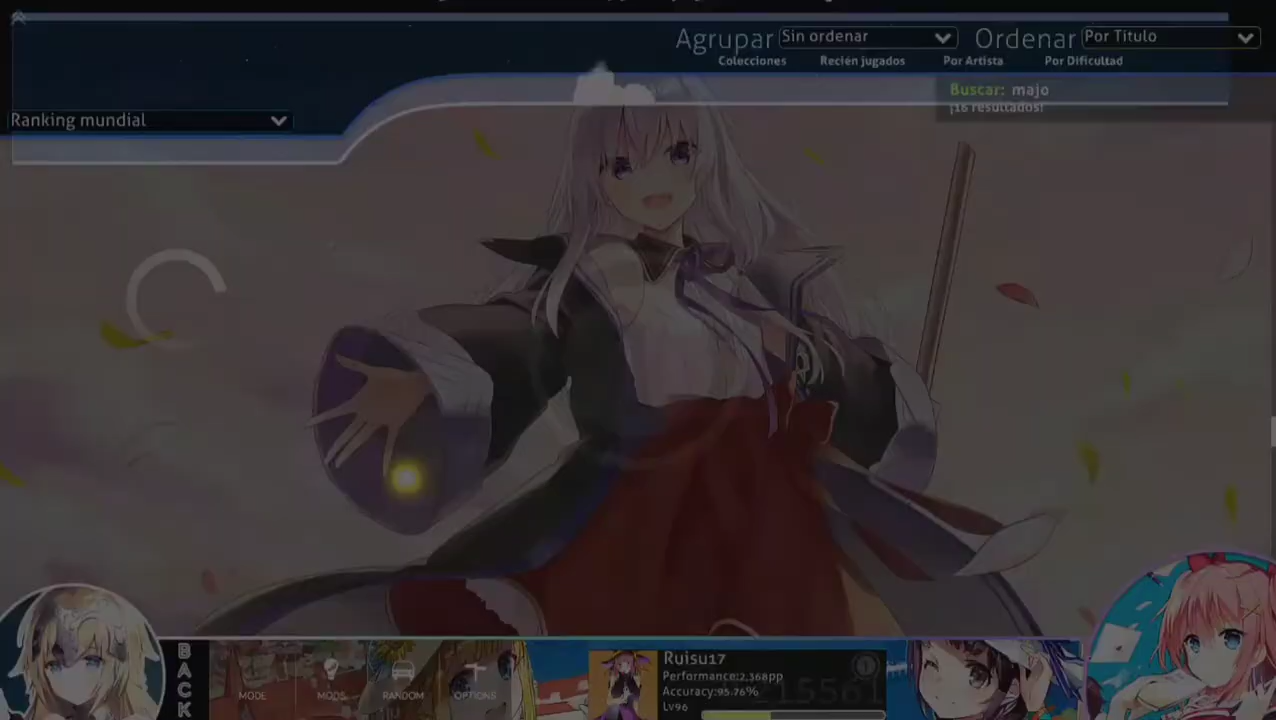 Agrupar Sin ordenar Ordenar Por Título
Colecciones Recién jugados Por Artista Por Dificultad
Buscar: majo
¡16 resultados!
Ranking mundial
BACK
MODE MODS RANDOM OPTIONS
Ruisu17
Performance:2,368pp
Accuracy:95.76%
Lv96